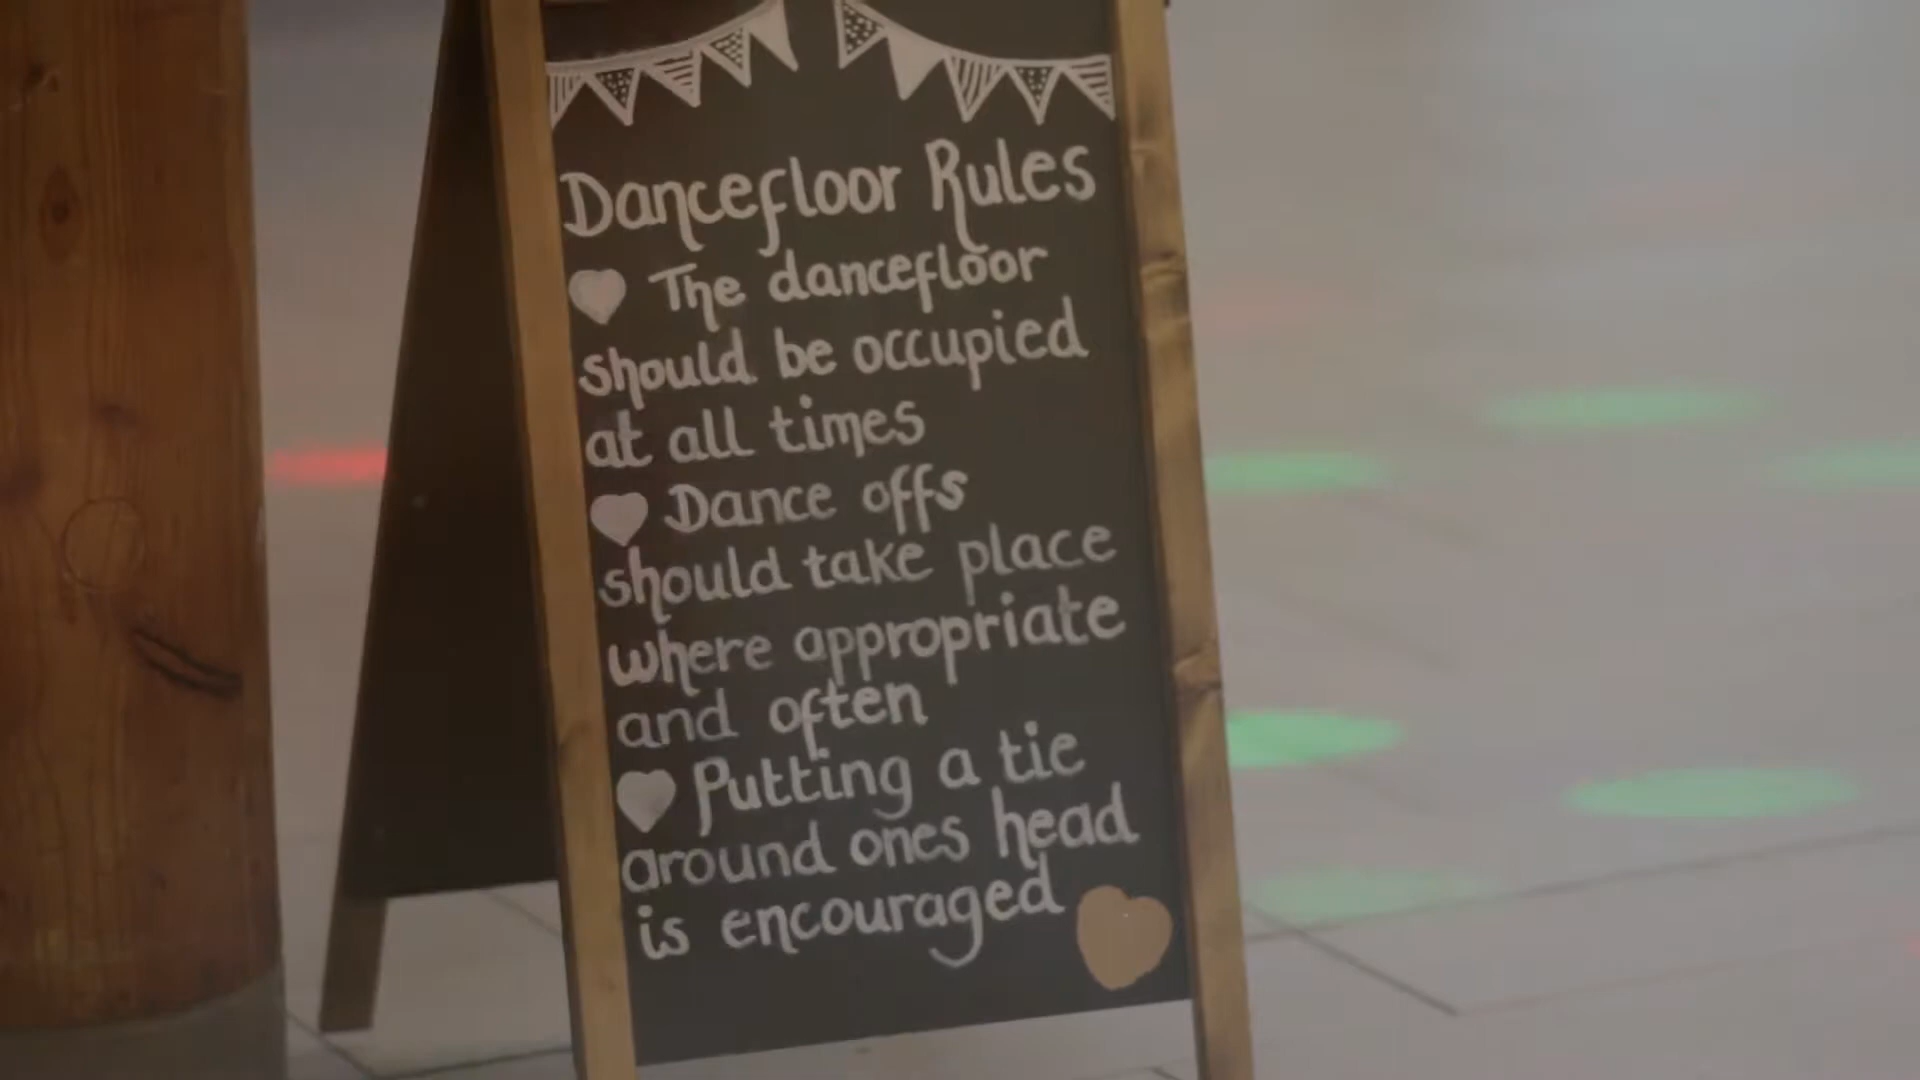 Dancefloor Rules
The dancefloor
should be occupied
at all times
Dance offs
should take place
where appropriate
and often
Putting a tie
around ones head
is encouraged